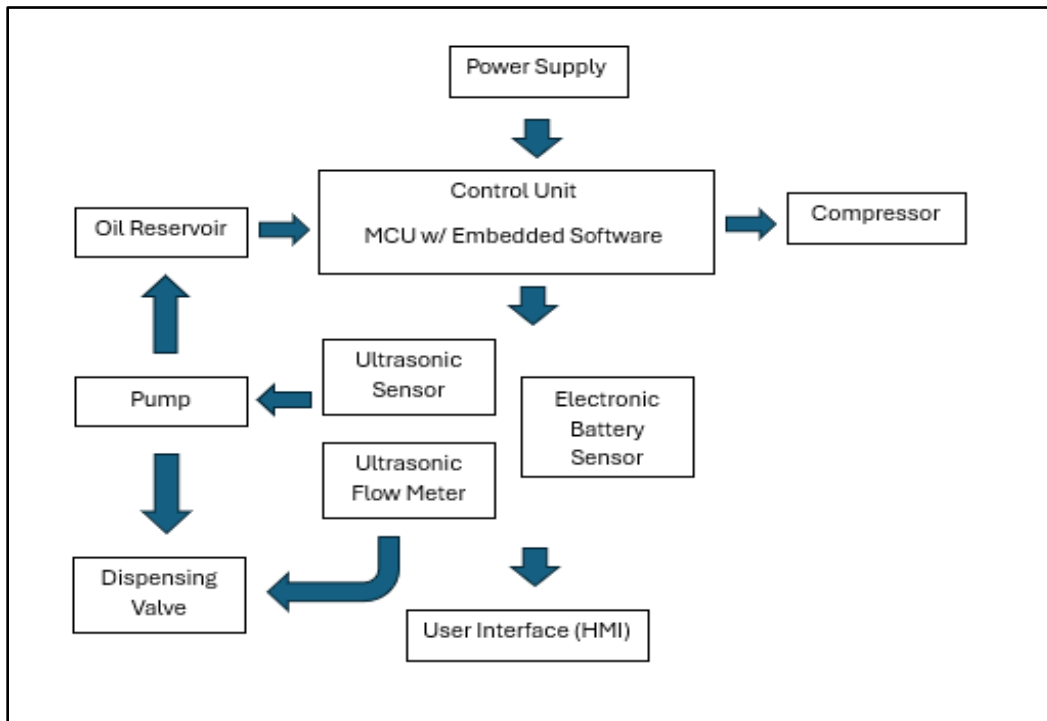 Power Supply
Control Unit
MCU w/ Embedded Software
Oil Reservoir
Compressor
Ultrasonic
Sensor
Pump
Electronic
Battery
Sensor
Ultrasonic
Flow Meter
Dispensing
Valve
User Interface (HMI)